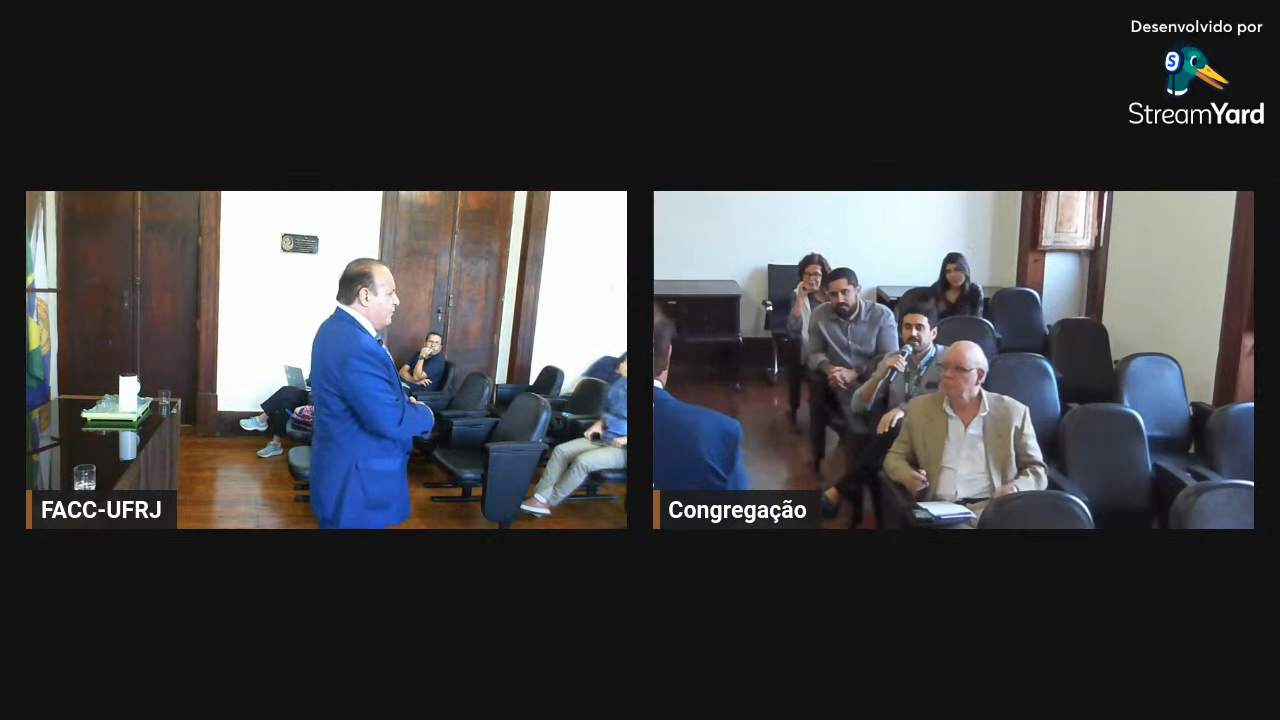 Desenvolvido por
S
StreamYard
FACC-UFRJ
Congregação